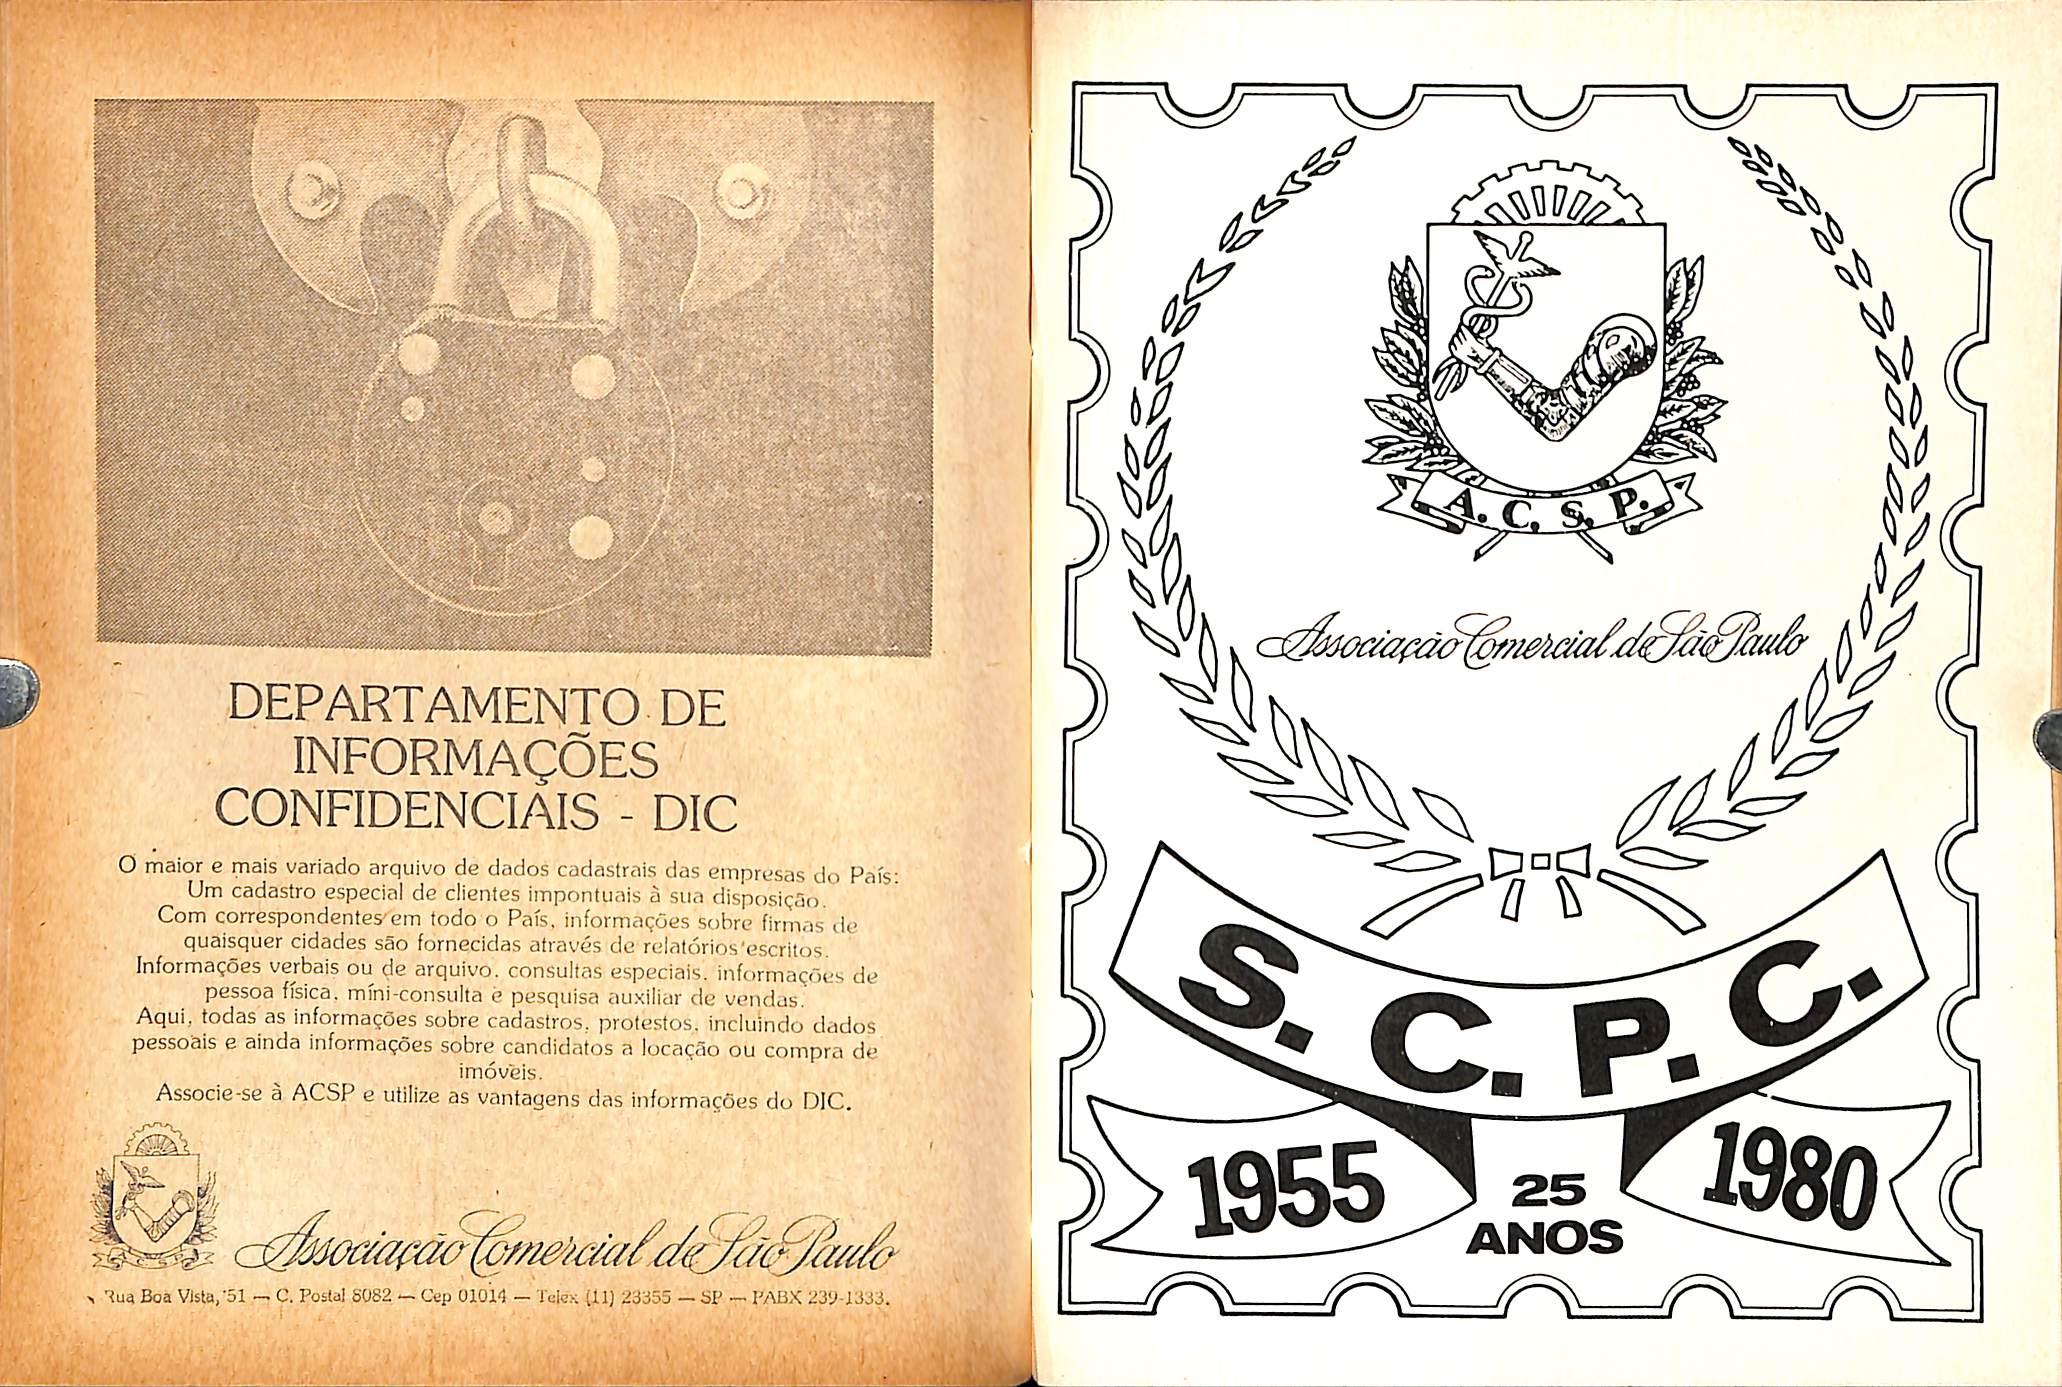 DEPARTAMENTO DE
INFORMAÇÕES
CONFIDENCIAIS - DIC
O maior e mais variado arquivo de dados cadastrais das empresas do País:
Um cadastro especial de clientes impontuais à sua disposição.
Com correspondentes em todo o País, informações sobre firmas de
quaisquer cidades são fornecidas através de relatórios escritos.
Informações verbais ou de arquivo, consultas especiais, informações de
pessoa física, míni-consulta e pesquisa auxiliar de vendas.
Aqui, todas as informações sobre cadastros, protestos, incluindo dados
pessoais e ainda informações sobre candidatos a locação ou compra de
imóveis.
Associe-se à ACSP e utilize as vantagens das informações do DIC.
Associação Comercial de São Paulo
Rua Boa Vista, 51 — C. Postal 8082 — Cep 01014 — Telex (11) 23355 — SP — PABX 239-1333.
A. C. S. P.
Associação Comercial de São Paulo
S. C. P. C.
1955
25
ANOS
1980